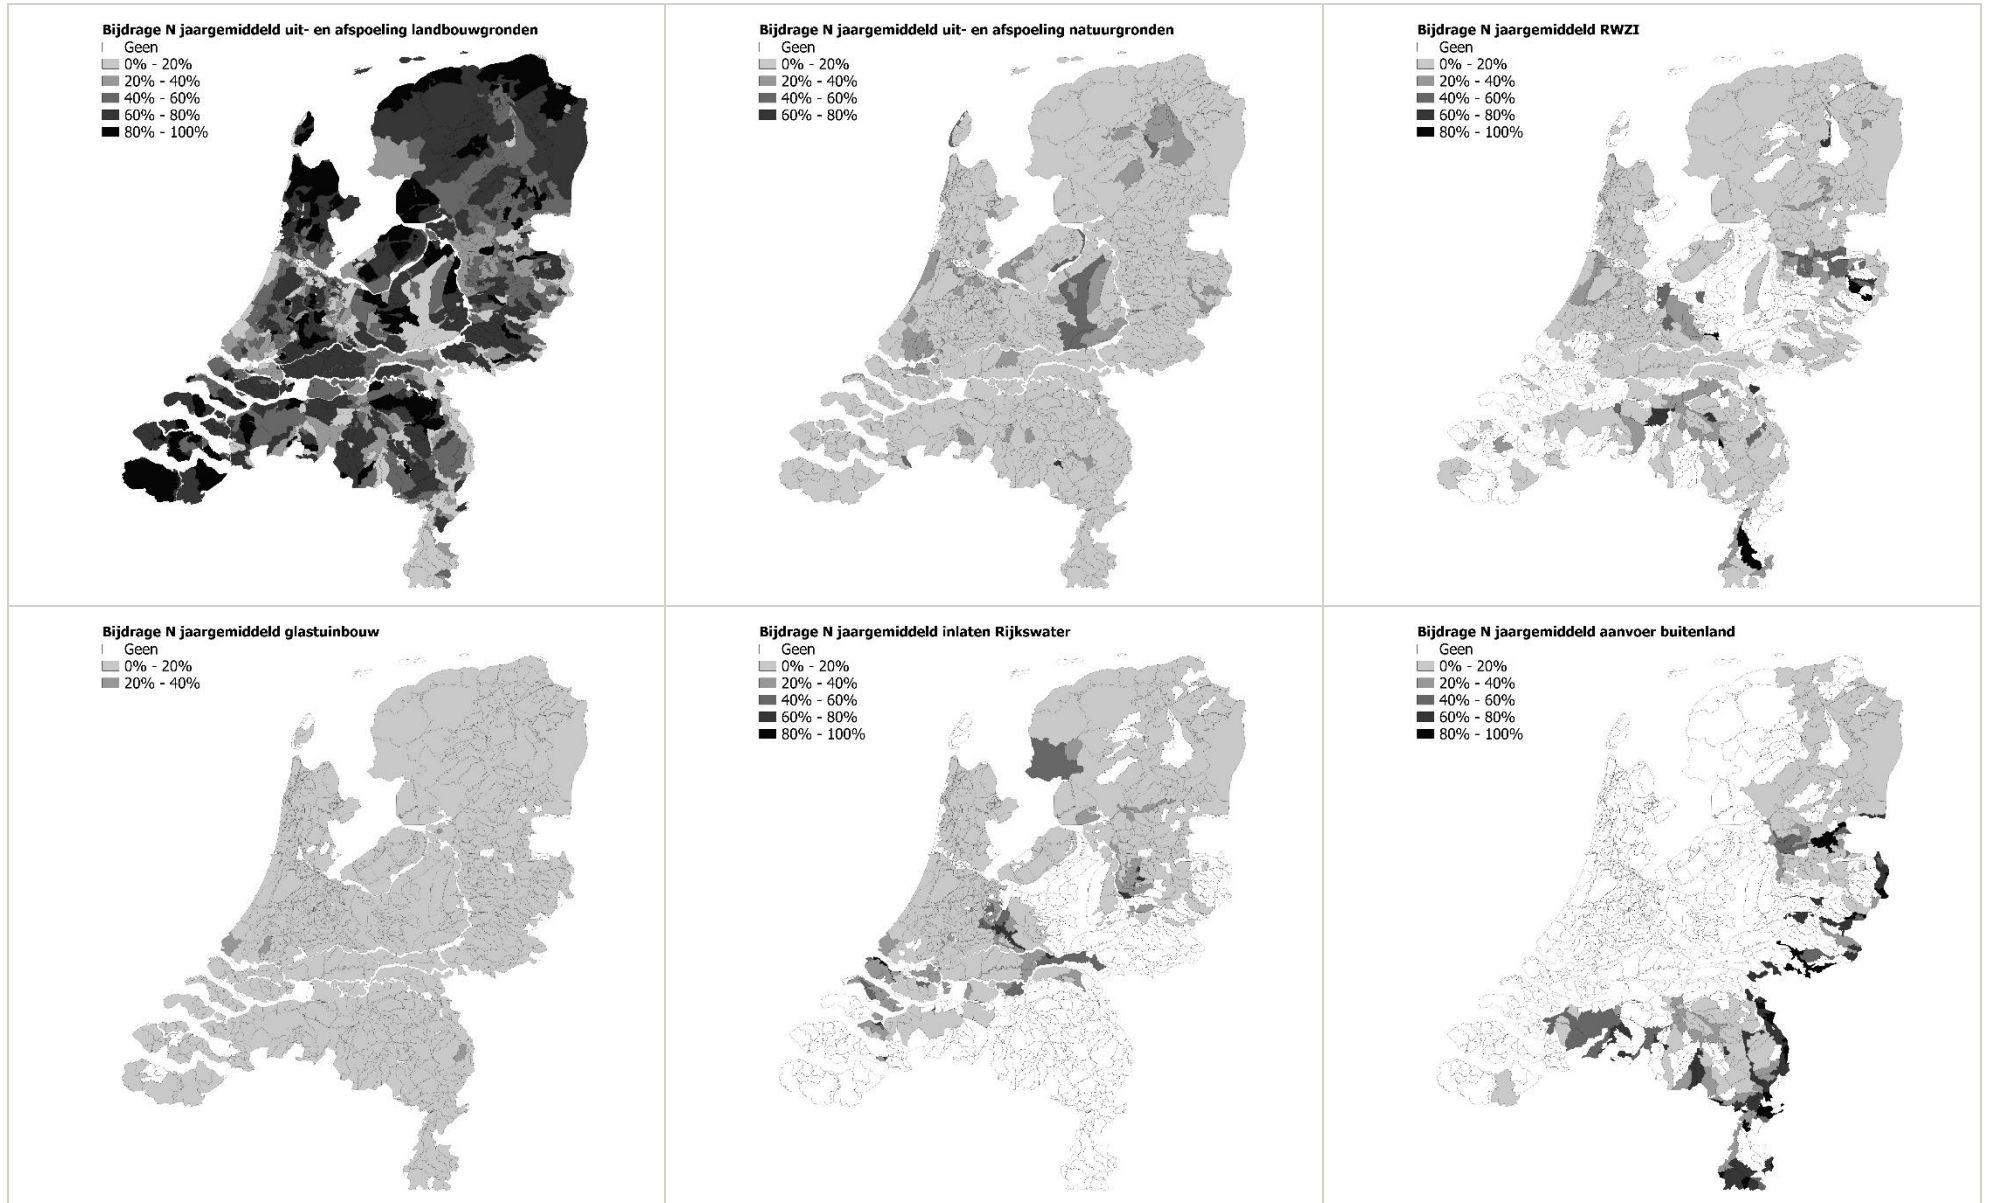 Bijdrage N jaargemiddeld uit- en afspoeling landbouwgronden
Geen
0% - 20%
20% - 40%
40% - 60%
60% - 80%
80% - 100%
Bijdrage N jaargemiddeld uit- en afspoeling natuurgronden
Geen
0% - 20%
20% - 40%
40% - 60%
60% - 80%
Bijdrage N jaargemiddeld RWZI
Geen
0% - 20%
20% - 40%
40% - 60%
60% - 80%
80% - 100%
Bijdrage N jaargemiddeld glastuinbouw
Geen
0% - 20%
20% - 40%
Bijdrage N jaargemiddeld inlaten Rijkswater
Geen
0% - 20%
20% - 40%
40% - 60%
60% - 80%
80% - 100%
Bijdrage N jaargemiddeld aanvoer buitenland
Geen
0% - 20%
20% - 40%
40% - 60%
60% - 80%
80% - 100%